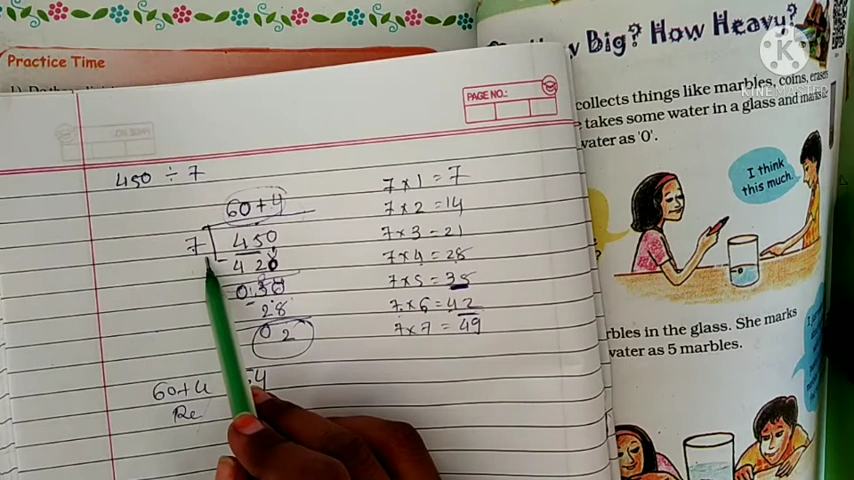 Practice Time
PAGE NO.:
450 ÷ 7
60+4
7 450
420
030
28
02
60+4
Re
7 × 1 = 7
7 × 2 = 14
7 × 3 = 21
7 × 4 = 28
7 × 5 = 35
7 × 6 = 42
7 × 7 = 49
Big? How Heavy?
KINEMASTER
collects things like marbles, coins, erasers
takes some water in a glass and marks
water as '0'.
I think
this much.
rbles in the glass. She marks
water as 5 marbles.